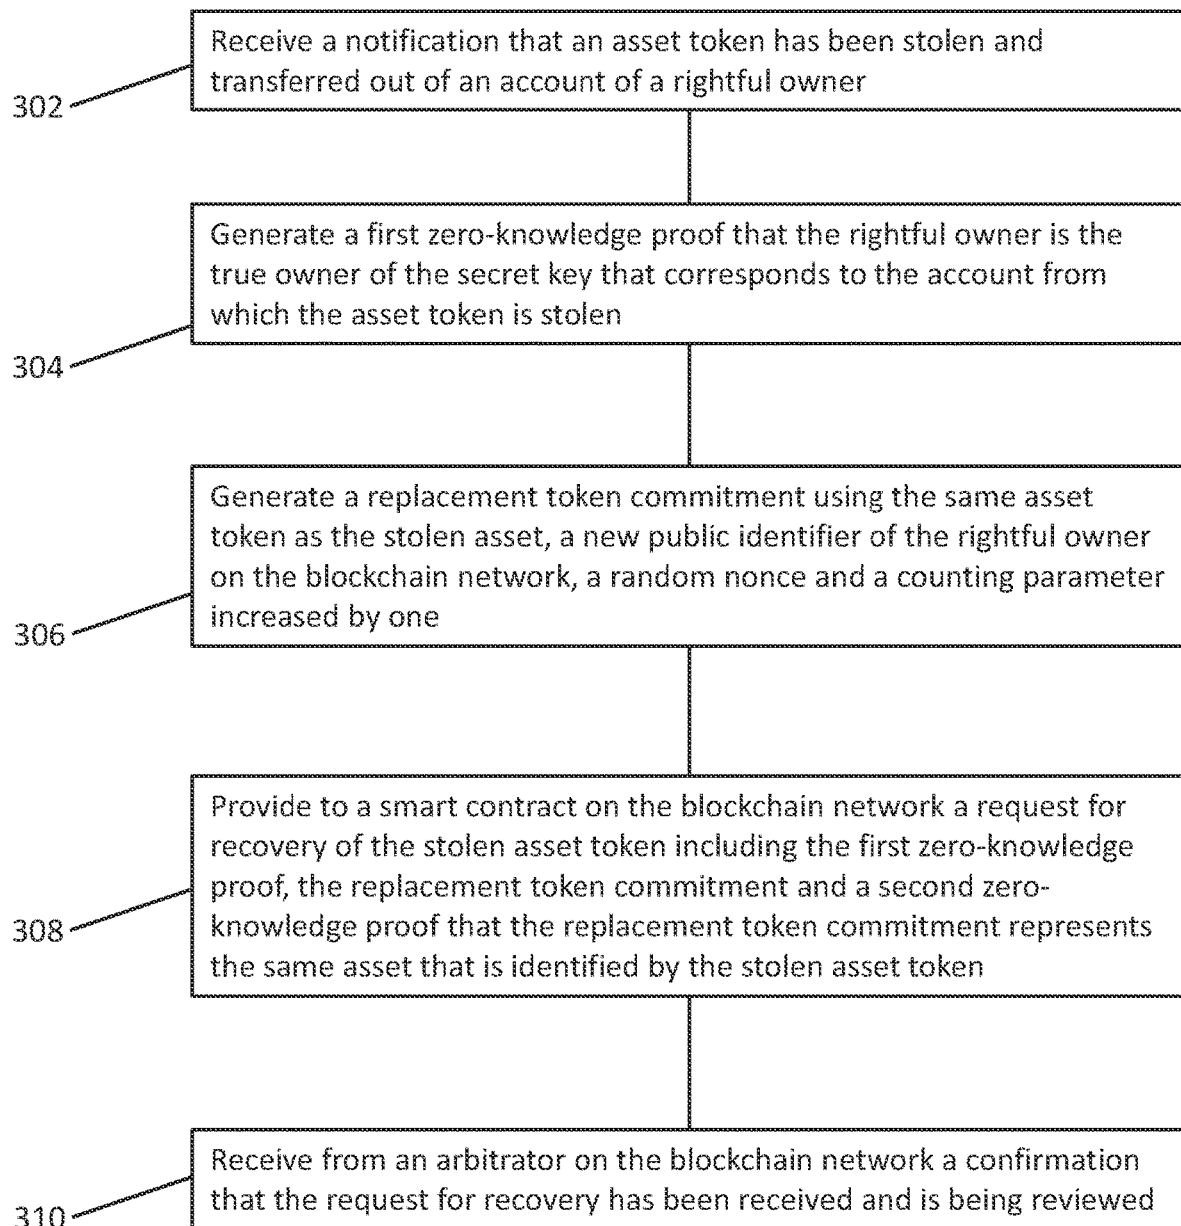 Receive a notification that an asset token has been stolen and
transferred out of an account of a rightful owner
302
Generate a first zero-knowledge proof that the rightful owner is the
true owner of the secret key that corresponds to the account from
which the asset token is stolen
304
Generate a replacement token commitment using the same asset
token as the stolen asset, a new public identifier of the rightful owner
on the blockchain network, a random nonce and a counting parameter
increased by one
306
Provide to a smart contract on the blockchain network a request for
recovery of the stolen asset token including the first zero-knowledge
proof, the replacement token commitment and a second zero-
knowledge proof that the replacement token commitment represents
the same asset that is identified by the stolen asset token
308
Receive from an arbitrator on the blockchain network a confirmation
that the request for recovery has been received and is being reviewed
310